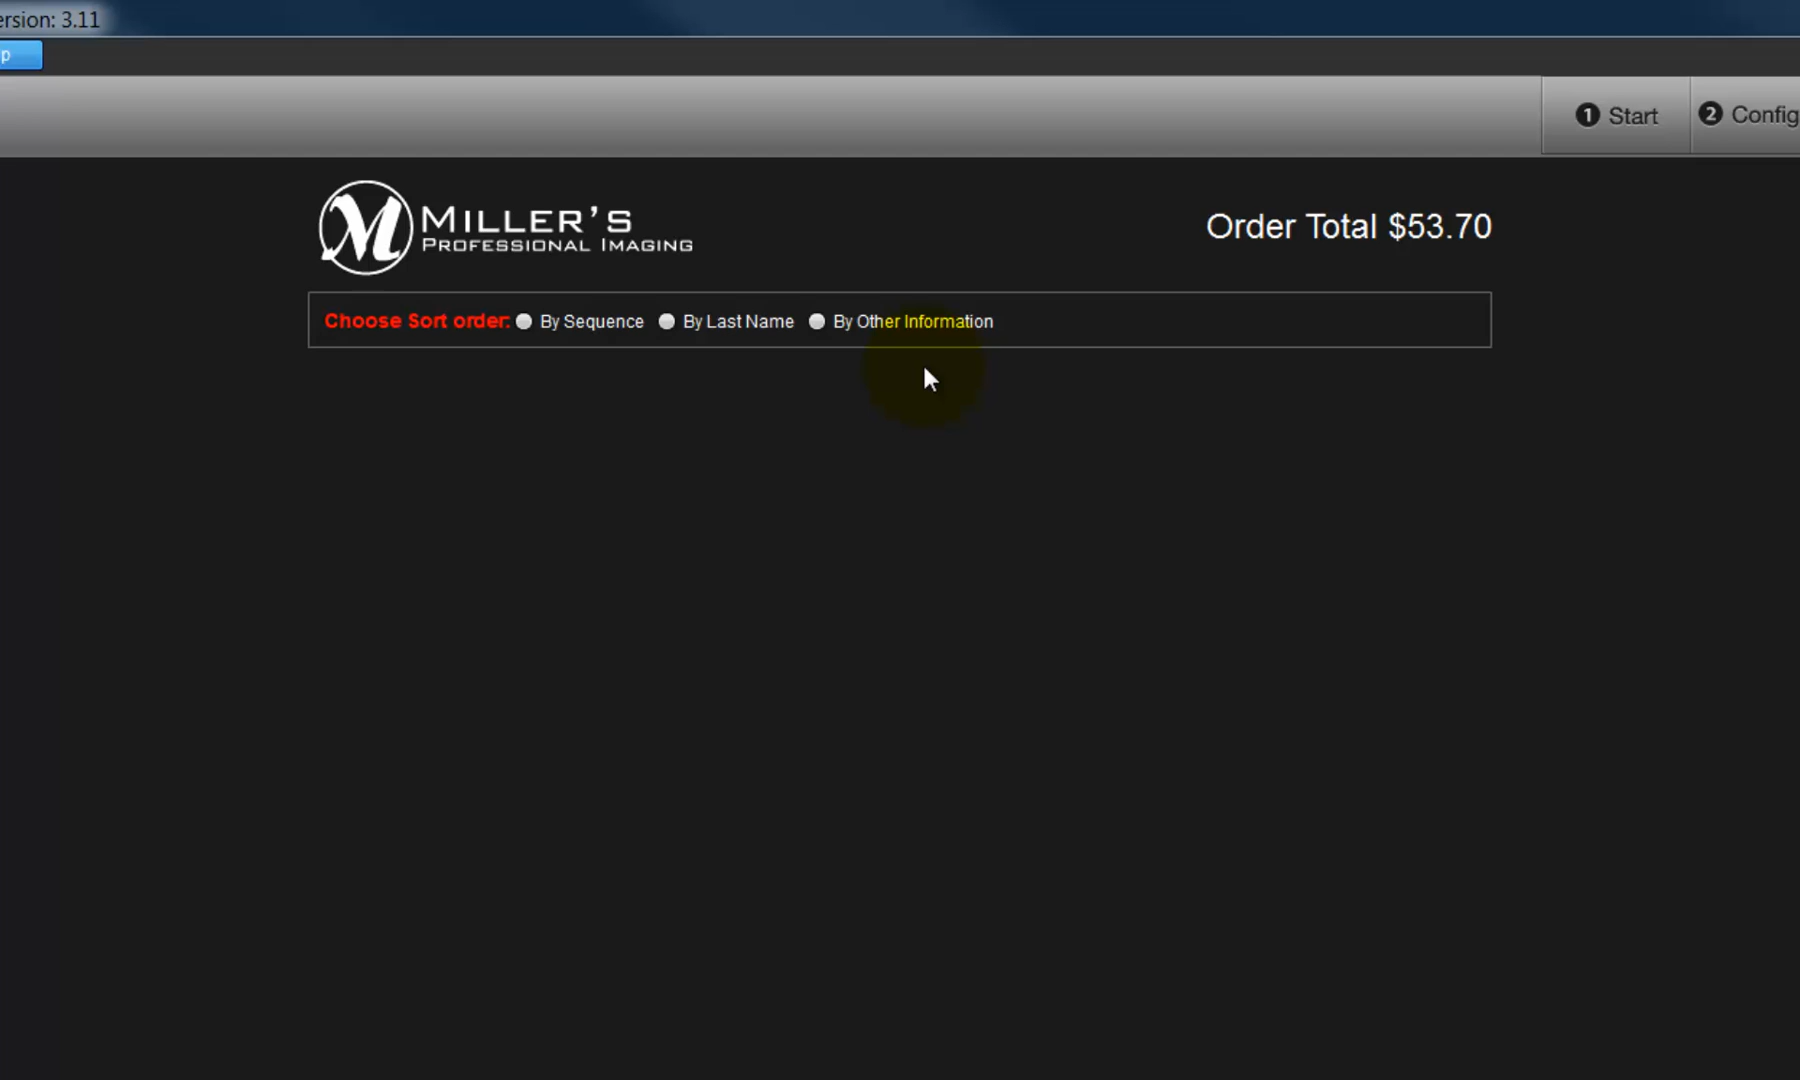 ersion: 3.11
p
1 Start
2 Config
MILLER'S
PROFESSIONAL IMAGING
Order Total $53.70
Choose Sort order: By Sequence By Last Name By Other Information